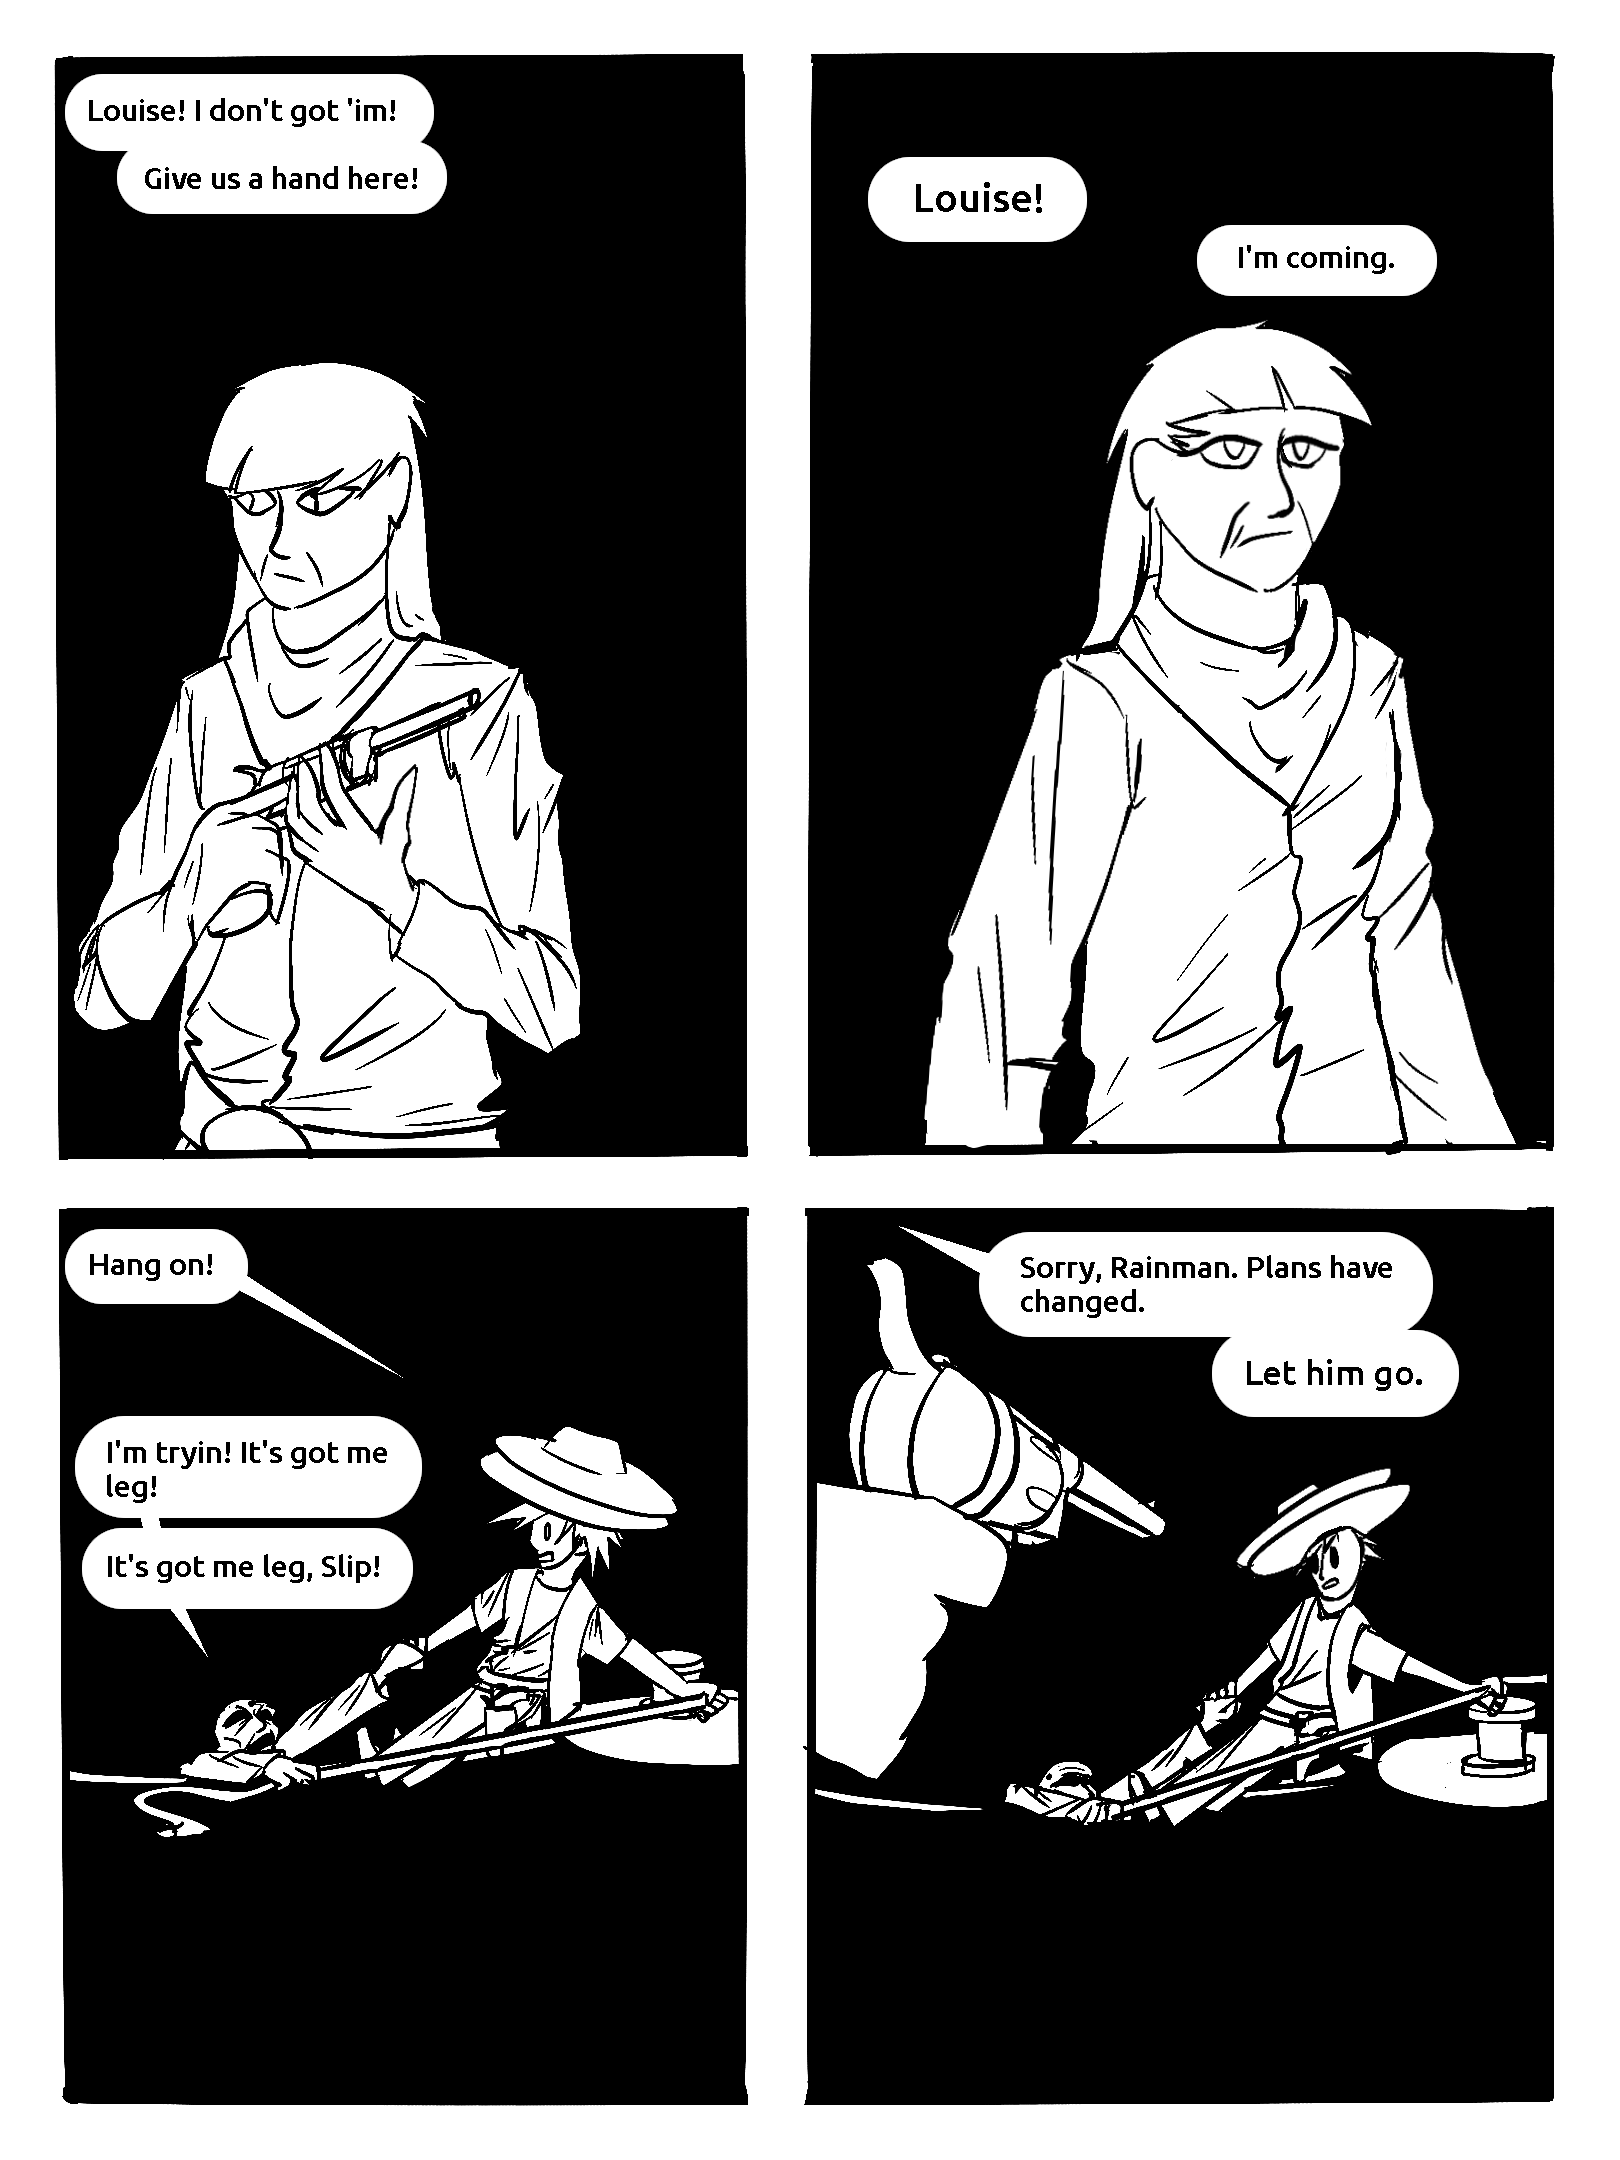 Louise! I don't got 'im!
Give us a hand here!
Louise!
I'm coming.
Hang on!
I'm tryin! It's got me
leg!
It's got me leg, Slip!
Sorry, Rainman. Plans have
changed.
Let him go.